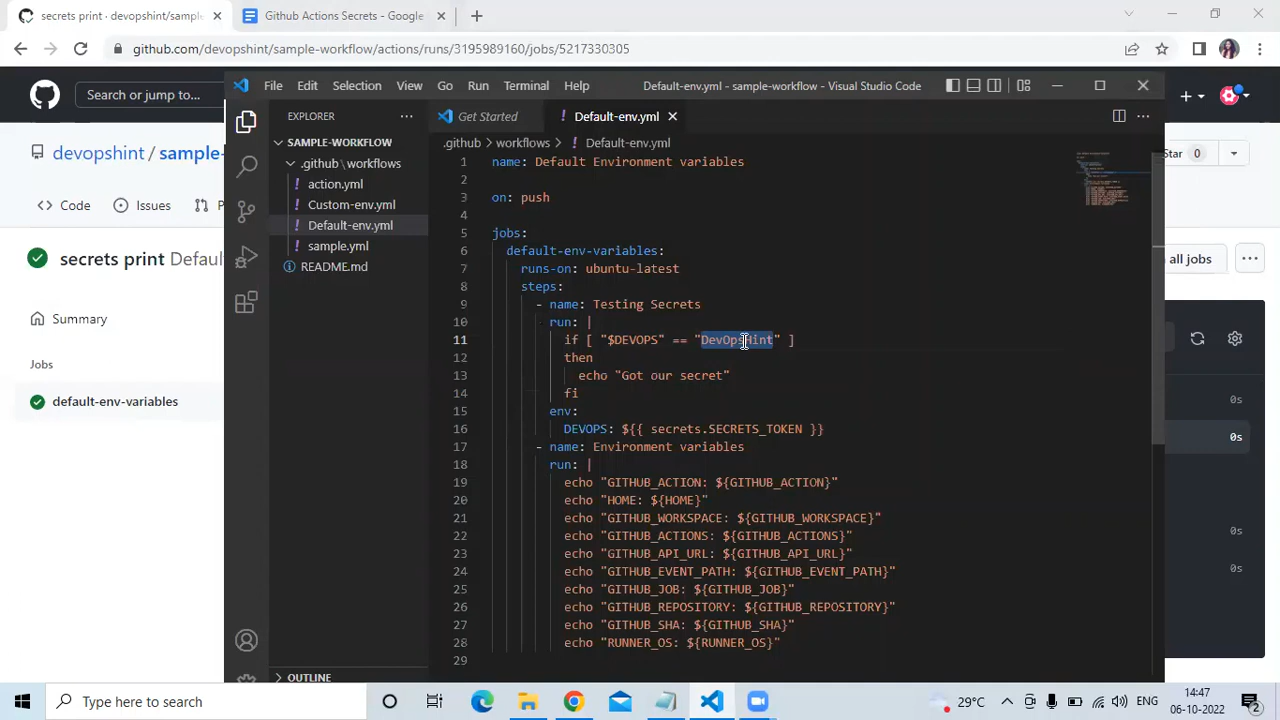 secrets print · devopshint/sample
Github Actions Secrets - Google
github.com/devopshint/sample-workflow/actions/runs/3195989160/jobs/5217330305
Search or jump to...
File Edit Selection View Go Run Terminal Help
Default-env.yml - sample-workflow - Visual Studio Code
EXPLORER
Get Started
Default-env.yml
SAMPLE-WORKFLOW
.github > workflows > Default-env.yml
.github\workflows
action.yml
Custom-env.yml
Default-env.yml
sample.yml
README.md
OUTLINE
1 name: Default Environment variables
2
3 on: push
4
5 jobs:
6 default-env-variables:
7 runs-on: ubuntu-latest
8 steps:
9 - name: Testing Secrets
10 run: |
11 if [ "$DEVOPS" == "DevOpsHint" ]
12 then
13 echo "Got our secret"
14 fi
15 env:
16 DEVOPS: ${{ secrets.SECRETS_TOKEN }}
17 - name: Environment variables
18 run: |
19 echo "GITHUB_ACTION: ${GITHUB_ACTION}"
20 echo "HOME: ${HOME}"
21 echo "GITHUB_WORKSPACE: ${GITHUB_WORKSPACE}"
22 echo "GITHUB_ACTIONS: ${GITHUB_ACTIONS}"
23 echo "GITHUB_API_URL: ${GITHUB_API_URL}"
24 echo "GITHUB_EVENT_PATH: ${GITHUB_EVENT_PATH}"
25 echo "GITHUB_JOB: ${GITHUB_JOB}"
26 echo "GITHUB_REPOSITORY: ${GITHUB_REPOSITORY}"
27 echo "GITHUB_SHA: ${GITHUB_SHA}"
28 echo "RUNNER_OS: ${RUNNER_OS}"
29
devopshint / sample-
Code Issues P
secrets print Defau
Summary
Jobs
default-env-variables
Star 0
all jobs
0s
0s
0s
0s
Type here to search
29°C
ENG
14:47
06-10-2022
2